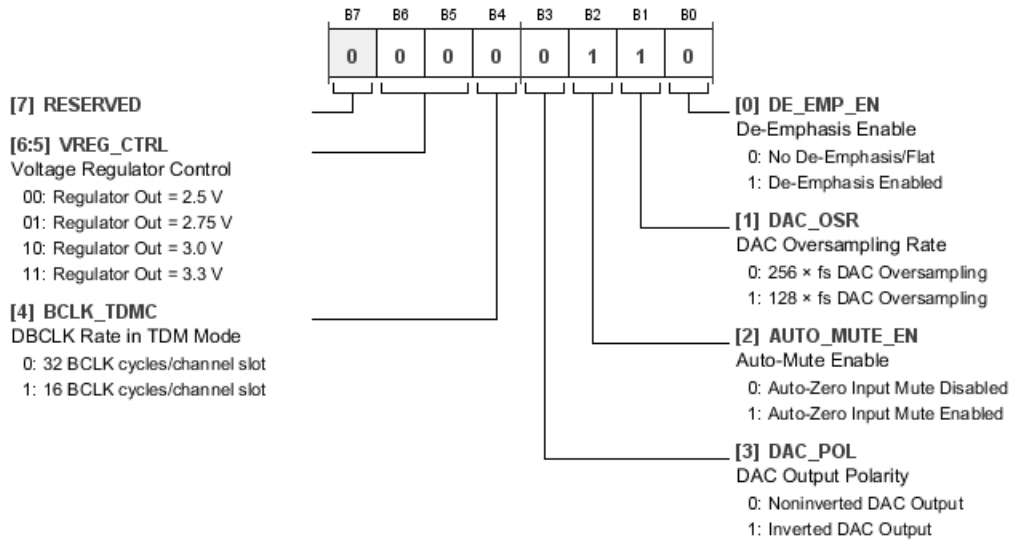 B7 B6 B5 B4 B3 B2 B1 B0
0 0 0 0 0 1 1 0
[7] RESERVED
[6:5] VREG_CTRL
Voltage Regulator Control
00: Regulator Out = 2.5 V
01: Regulator Out = 2.75 V
10: Regulator Out = 3.0 V
11: Regulator Out = 3.3 V
[4] BCLK_TDMC
DBCLK Rate in TDM Mode
0: 32 BCLK cycles/channel slot
1: 16 BCLK cycles/channel slot
[0] DE_EMP_EN
De-Emphasis Enable
0: No De-Emphasis/Flat
1: De-Emphasis Enabled
[1] DAC_OSR
DAC Oversampling Rate
0: 256 × fs DAC Oversampling
1: 128 × fs DAC Oversampling
[2] AUTO_MUTE_EN
Auto-Mute Enable
0: Auto-Zero Input Mute Disabled
1: Auto-Zero Input Mute Enabled
[3] DAC_POL
DAC Output Polarity
0: Noninverted DAC Output
1: Inverted DAC Output